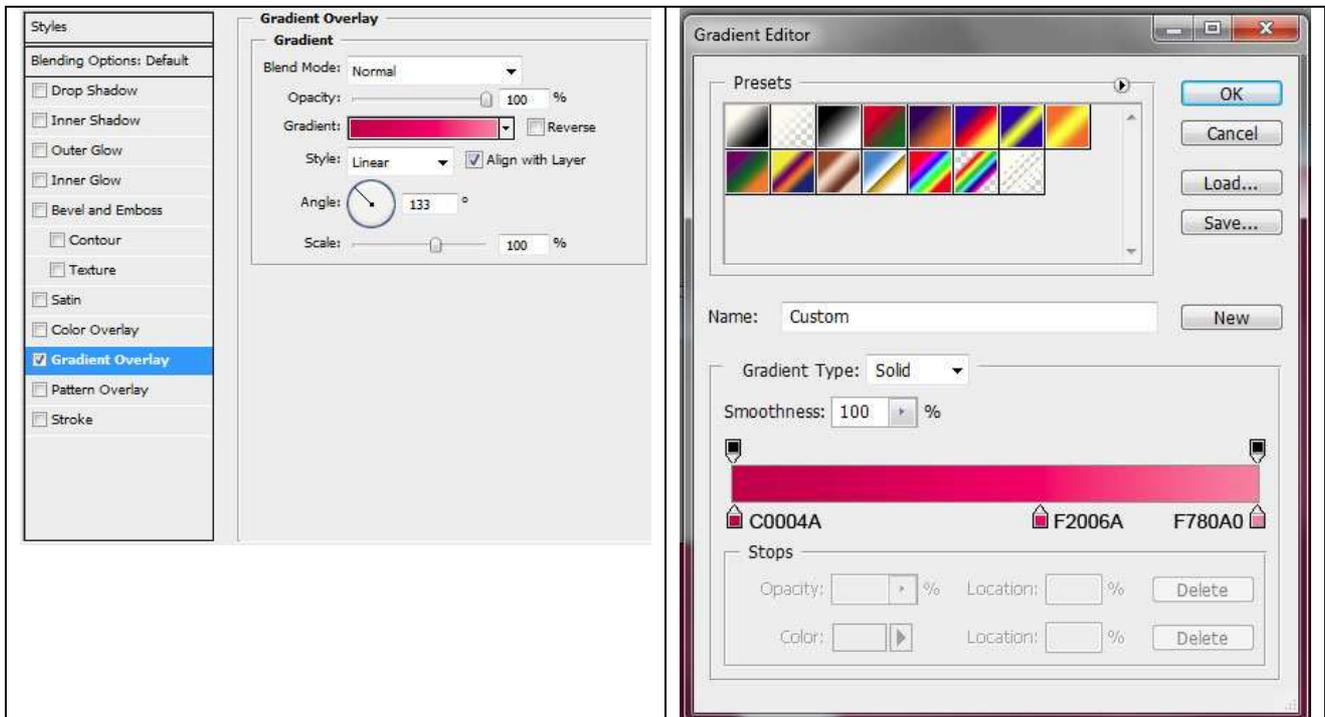 Styles
Blending Options: Default
Drop Shadow
Inner Shadow
Outer Glow
Inner Glow
Bevel and Emboss
Contour
Texture
Satin
Color Overlay
Gradient Overlay
Pattern Overlay
Stroke
Gradient Overlay
Gradient
Blend Mode: Normal
Opacity: 100 %
Gradient: Reverse
Style: Linear Align with Layer
Angle: 133 °
Scale: 100 %
Gradient Editor
Presets
OK
Cancel
Load...
Save...
Name: Custom New
Gradient Type: Solid
Smoothness: 100 %
C0004A F2006A F780A0
Stops
Opacity: % Location: % Delete
Color: Location: % Delete